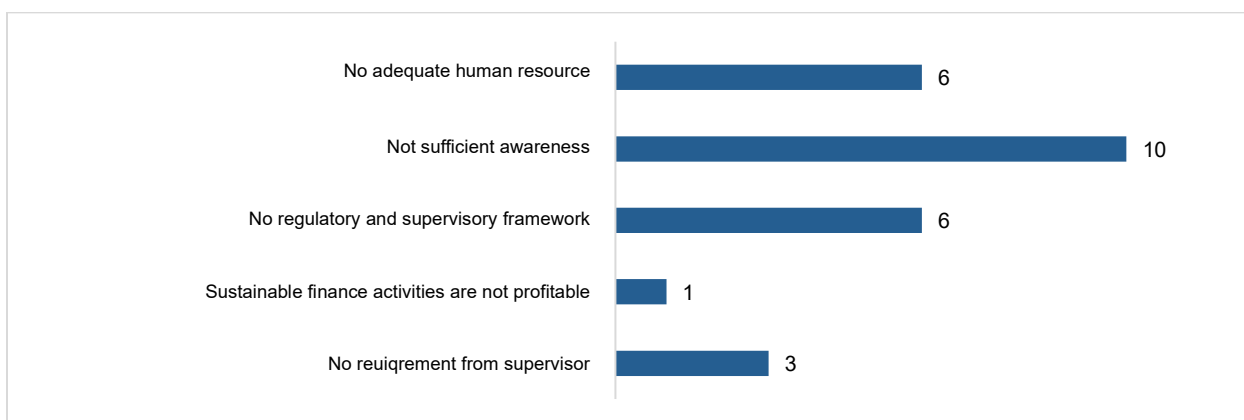 No adequate human resource
6
Not sufficient awareness
10
No regulatory and supervisory framework
6
Sustainable finance activities are not profitable
1
No reuiqrement from supervisor
3